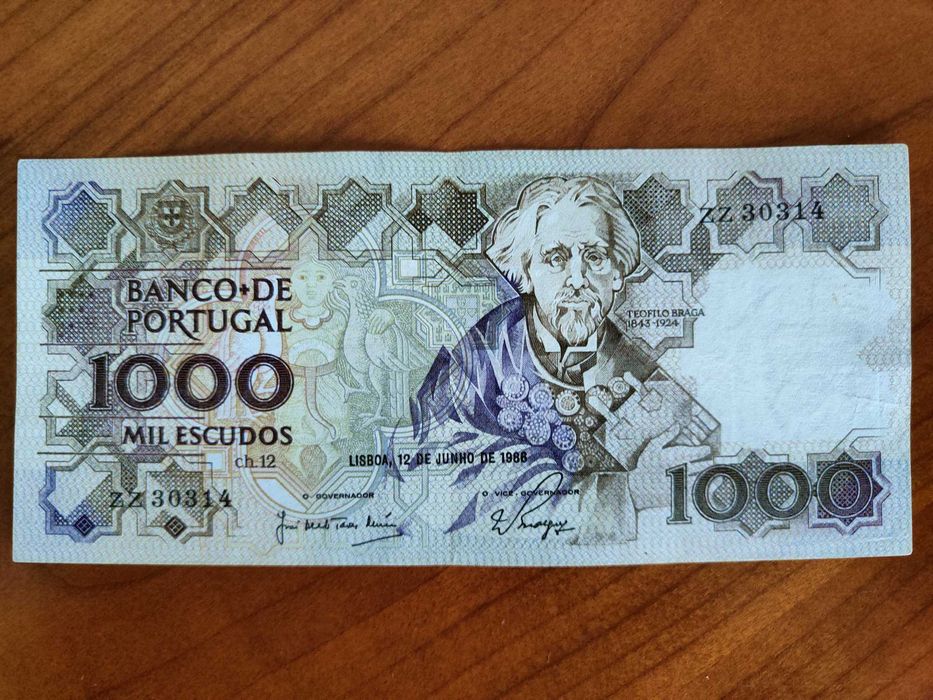 ZZ 30314
BANCO DE
PORTUGAL
1000
MIL ESCUDOS
ch.12
TEOFILO BRAGA
1843-1924
LISBOA, 12 DE JUNHO DE 1986
ZZ 30314
O GOVERNADOR
O VICE-GOVERNADOR
1000